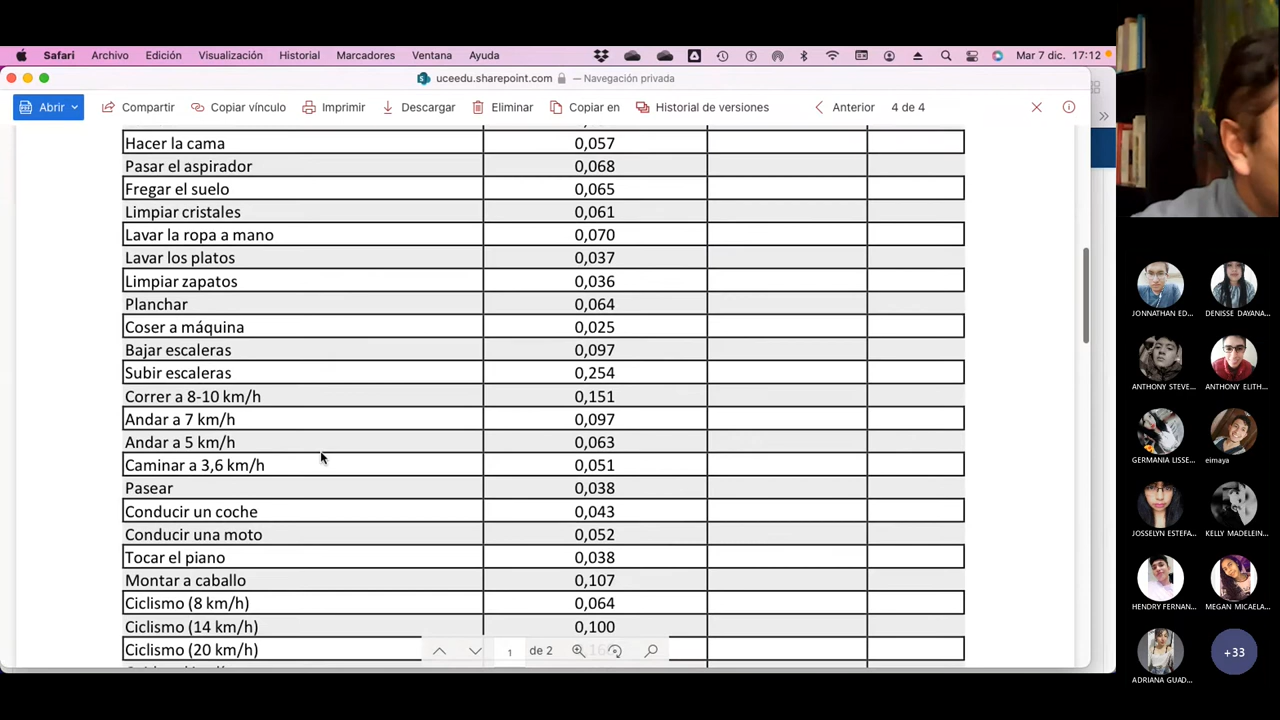 Safari Archivo Edición Visualización Historial Marcadores Ventana Ayuda Mar 7 dic. 17:12
uceedu.sharepoint.com — Navegación privada
Abrir Compartir Copiar vínculo Imprimir Descargar Eliminar Copiar en Historial de versiones Anterior 4 de 4
Hacer la cama 0,057
Pasar el aspirador 0,068
Fregar el suelo 0,065
Limpiar cristales 0,061
Lavar la ropa a mano 0,070
Lavar los platos 0,037
Limpiar zapatos 0,036
Planchar 0,064
Coser a máquina 0,025
Bajar escaleras 0,097
Subir escaleras 0,254
Correr a 8-10 km/h 0,151
Andar a 7 km/h 0,097
Andar a 5 km/h 0,063
Caminar a 3,6 km/h 0,051
Pasear 0,038
Conducir un coche 0,043
Conducir una moto 0,052
Tocar el piano 0,038
Montar a caballo 0,107
Ciclismo (8 km/h) 0,064
Ciclismo (14 km/h) 0,100
Ciclismo (20 km/h)
1 de 2
JONNATHAN ED... DENISSE DAYANA...
ANTHONY STEVE... ANTHONY ELITH...
GERMANIA LISSE... eimaya
JOSSELYN ESTEFA... KELLY MADELEIN...
HENDRY FERNAN... MEGAN MICAELA...
ADRIANA GUAD... +33